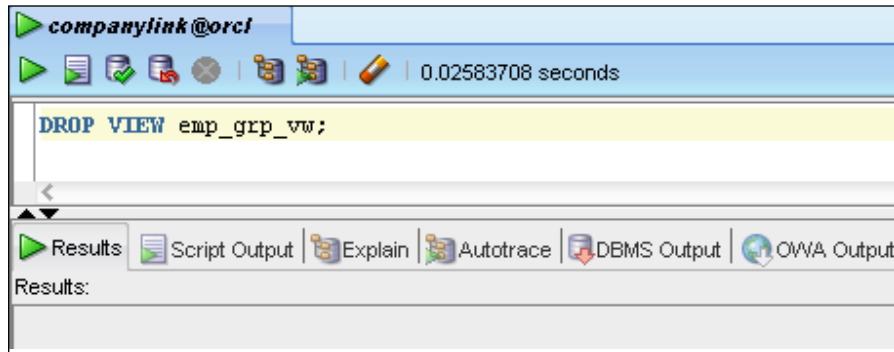 companylink@orcl
0.02583708 seconds
DROP VIEW emp_grp_vw;
Results Script Output Explain Autotrace DBMS Output OWA Output
Results: